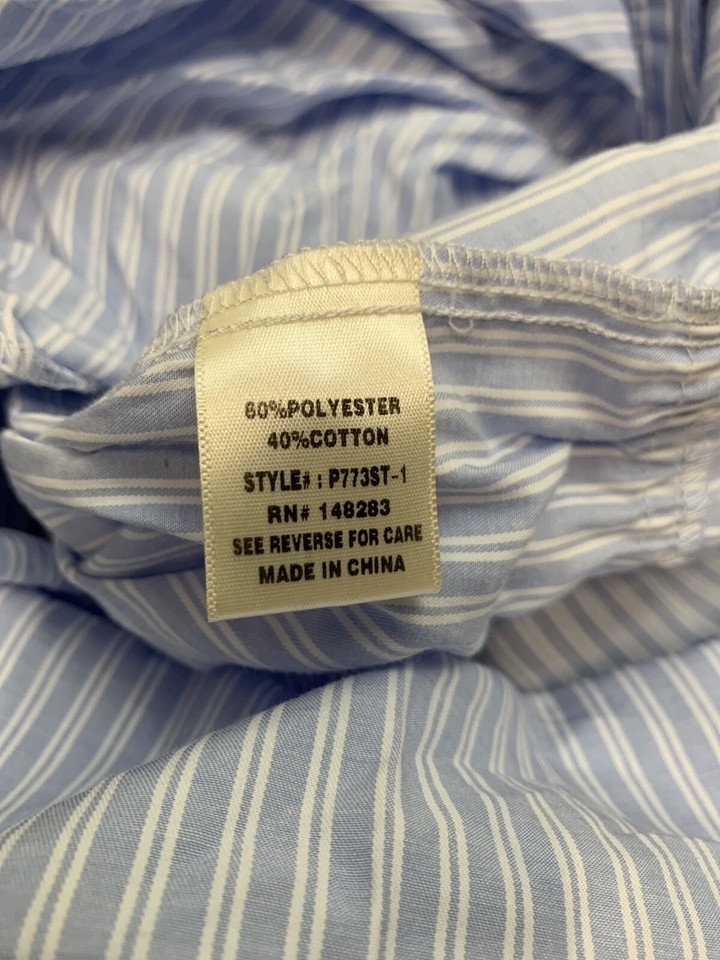 60%POLYESTER
40%COTTON
STYLE# : P773ST-1
RN# 148283
SEE REVERSE FOR CARE
MADE IN CHINA